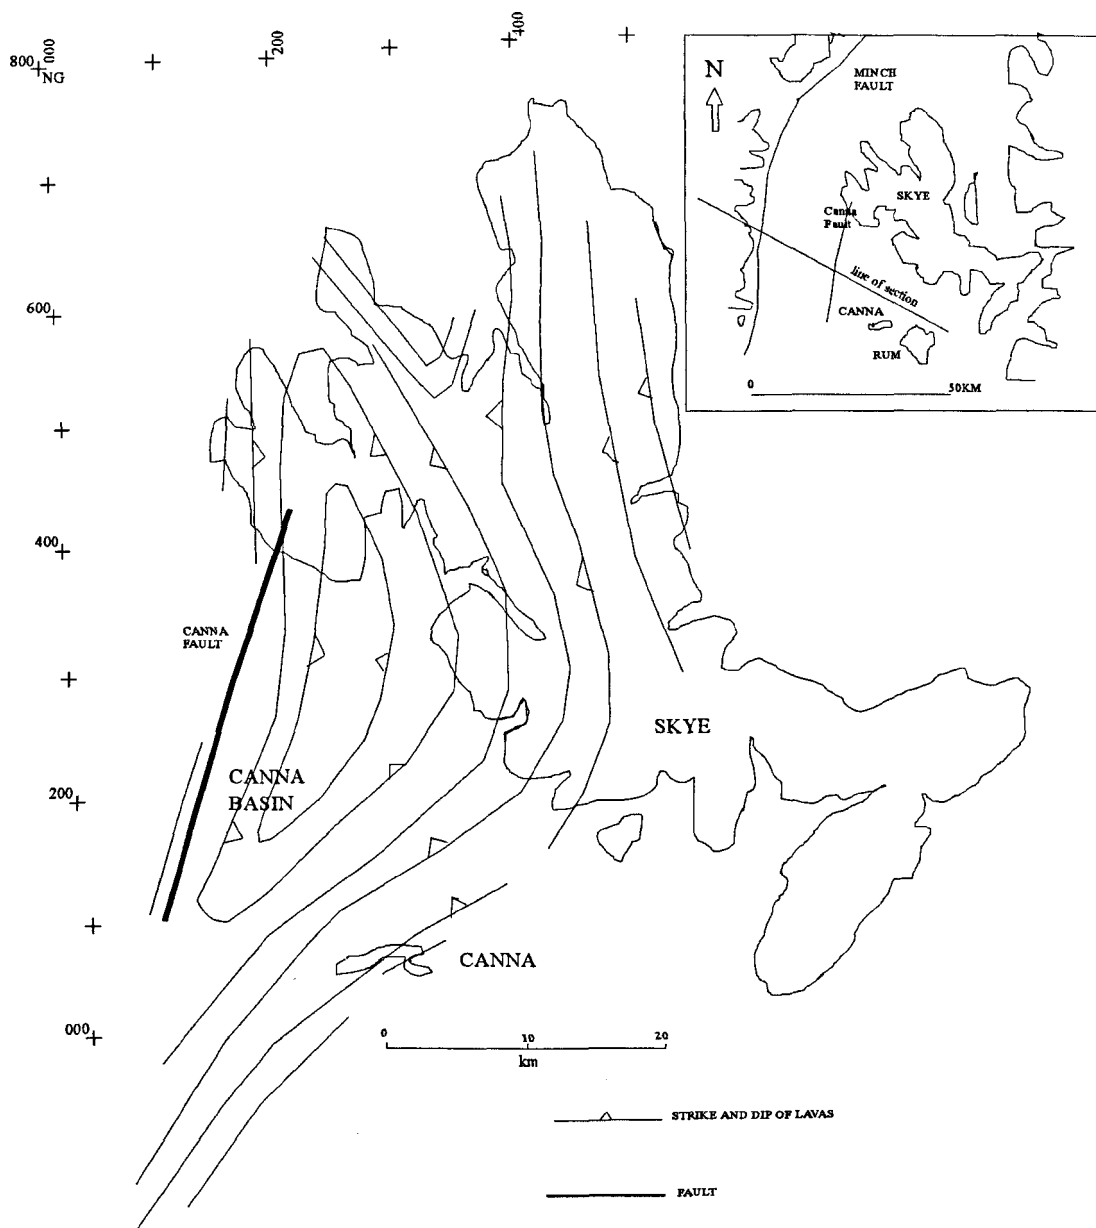 400
000
200
800
NG
MINCH
FAULT
N
SKYE
Canna
Fault
line of section
CANNA
RUM
0
50KM
600
400
CANNA
FAULT
SKYE
CANNA
BASIN
200
CANNA
000
0
10
20
km
STRIKE AND DIP OF LAVAS
FAULT